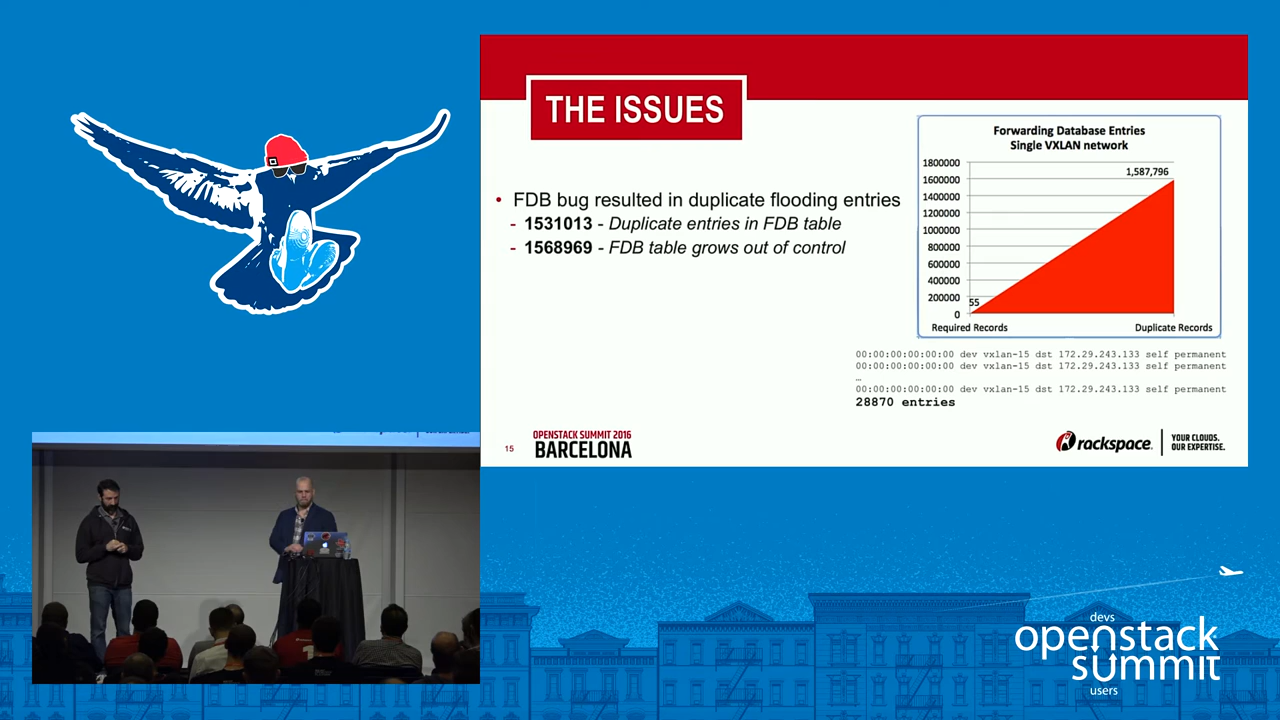 THE ISSUES
• FDB bug resulted in duplicate flooding entries
- 1531013 - Duplicate entries in FDB table
- 1568969 - FDB table grows out of control
Forwarding Database Entries
Single VXLAN network
1800000
1600000
1400000
1200000
1000000
800000
600000
400000
200000
0
1,587,796
55
Required Records
Duplicate Records
00:00:00:00:00:00 dev vxlan-15 dst 172.29.243.133 self permanent
00:00:00:00:00:00 dev vxlan-15 dst 172.29.243.133 self permanent
…
00:00:00:00:00:00 dev vxlan-15 dst 172.29.243.133 self permanent
28870 entries
15
OPENSTACK SUMMIT 2016
BARCELONA
rackspace.
YOUR CLOUDS.
OUR EXPERTISE.
devs
openstack
summit
users